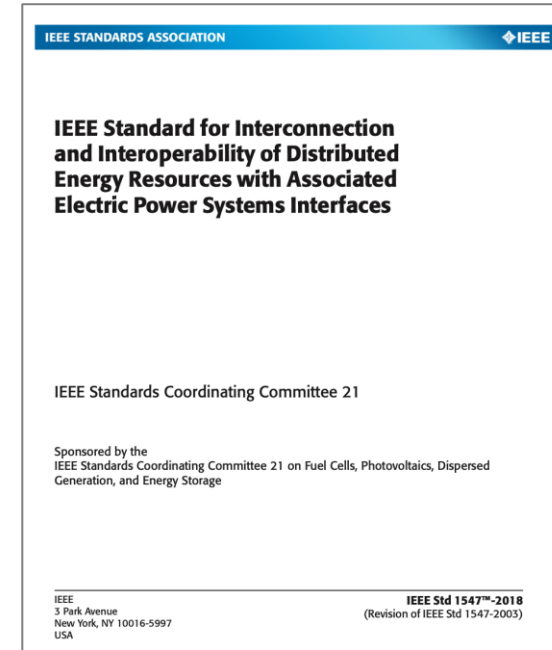 IEEE STANDARDS ASSOCIATION
IEEE
IEEE Standard for Interconnection
and Interoperability of Distributed
Energy Resources with Associated
Electric Power Systems Interfaces
IEEE Standards Coordinating Committee 21
Sponsored by the
IEEE Standards Coordinating Committee 21 on Fuel Cells, Photovoltaics, Dispersed
Generation, and Energy Storage
IEEE
3 Park Avenue
New York, NY 10016-5997
USA
IEEE Std 1547™-2018
(Revision of IEEE Std 1547-2003)